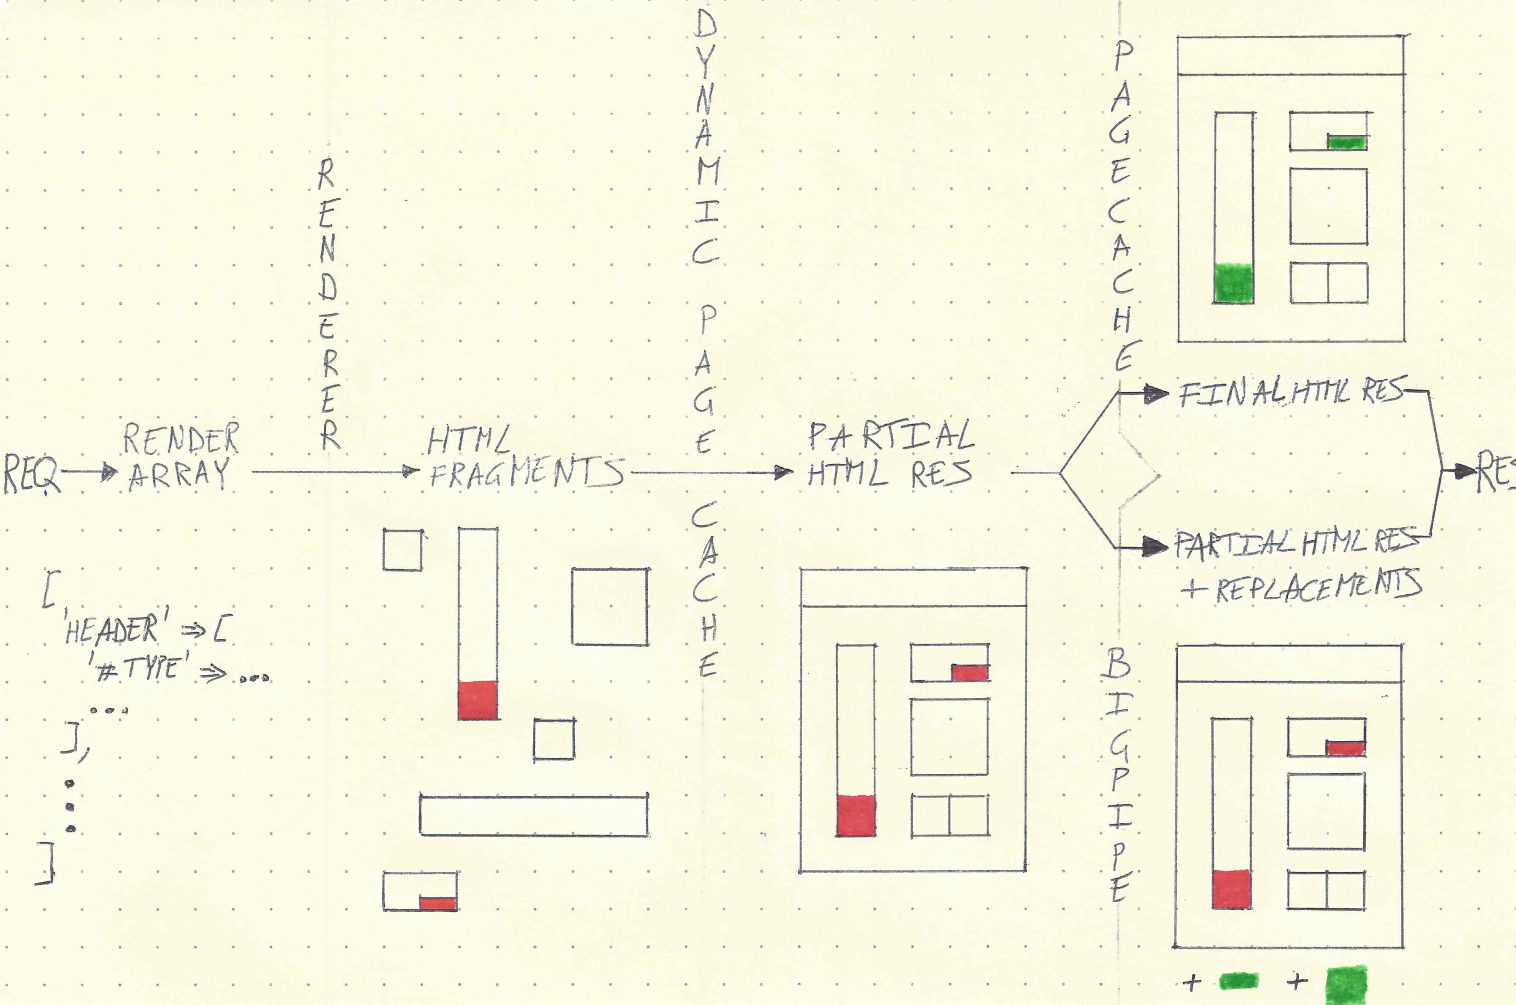 RENDERER
DYNAMIC PAGE CACHE
PAGECACHE
BIGPIPE
REQ
RENDER
ARRAY
HTML
FRAGMENTS
PARTIAL
HTML RES
FINAL HTML RES
PARTIAL HTML RES
+ REPLACEMENTS
RES
[
'HEADER' => [
'# TYPE' => ...
...
],
...
]
+ +